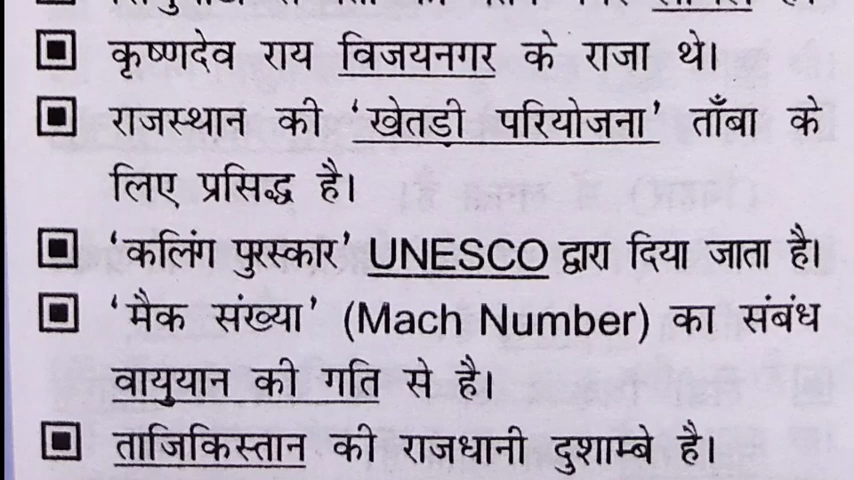 कृष्णदेव राय विजयनगर के राजा थे।
राजस्थान की ‘खेतड़ी परियोजना’ ताँबा के
लिए प्रसिद्ध है।
‘कलिंग पुरस्कार’ UNESCO द्वारा दिया जाता है।
‘मैक संख्या’ (Mach Number) का संबंध
वायुयान की गति से है।
ताजिकिस्तान की राजधानी दुशाम्बे है।